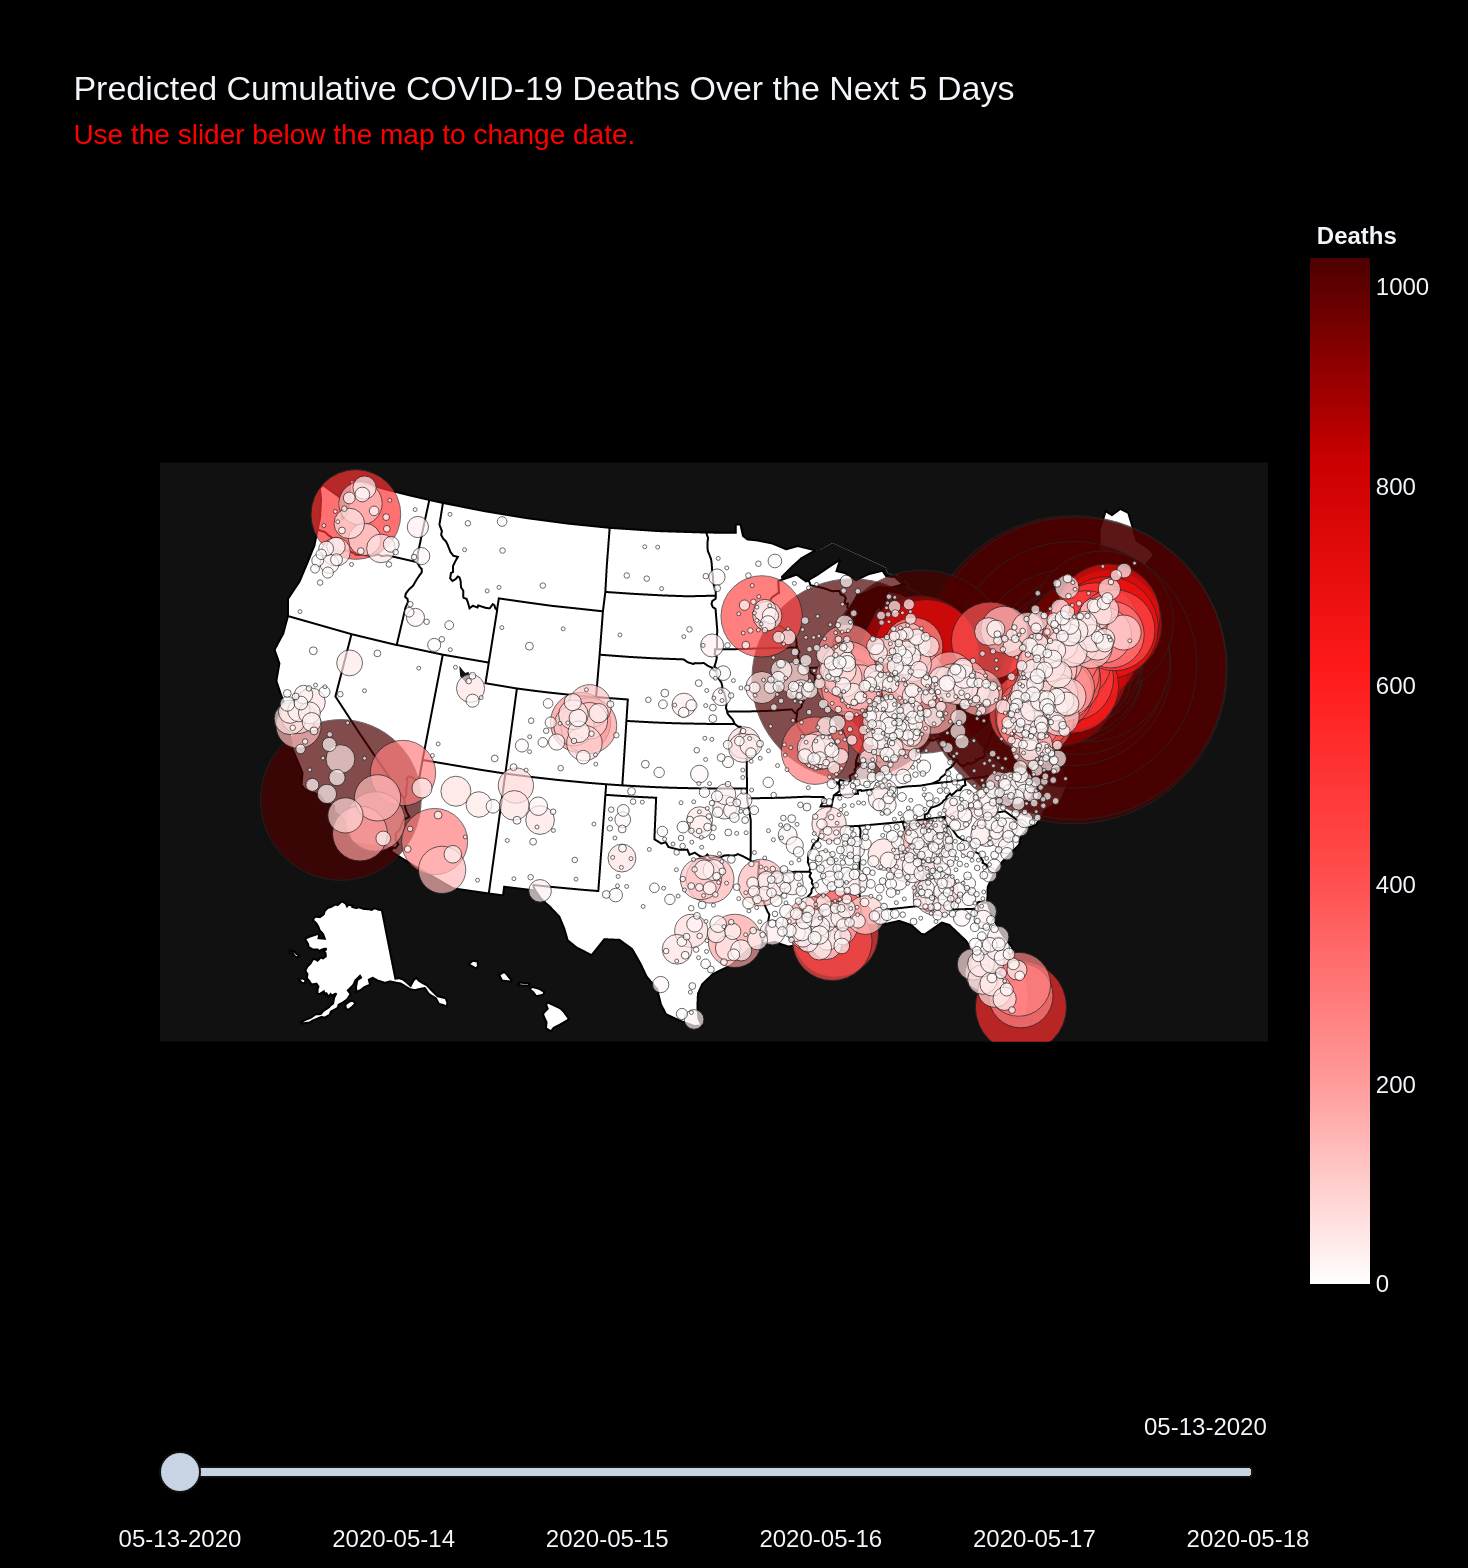 Predicted Cumulative COVID-19 Deaths Over the Next 5 Days
Use the slider below the map to change date.
Deaths
1000
800
600
400
200
0
05-13-2020
05-13-2020 2020-05-14 2020-05-15 2020-05-16 2020-05-17 2020-05-18